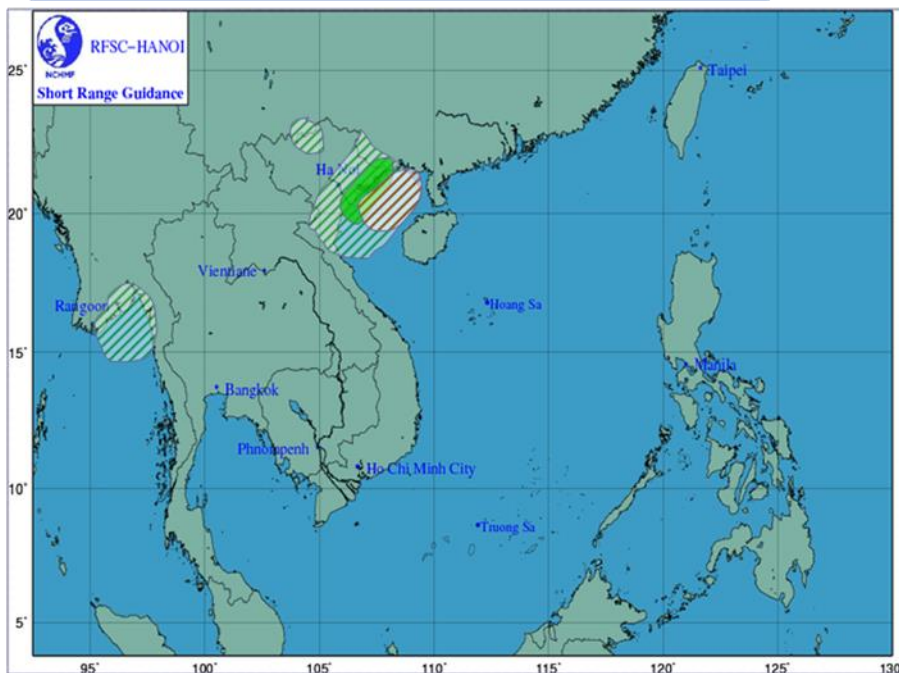 RFSC-HANOI
NCHMF
Short Range Guidance
25°
Taipei
Ha Noi
20°
Vientiane
Rangoon
Hoang Sa
15°
Manila
Bangkok
Phnompenh
Ho Chi Minh City
10°
Truong Sa
5°
95° 100° 105° 110° 115° 120° 125° 130